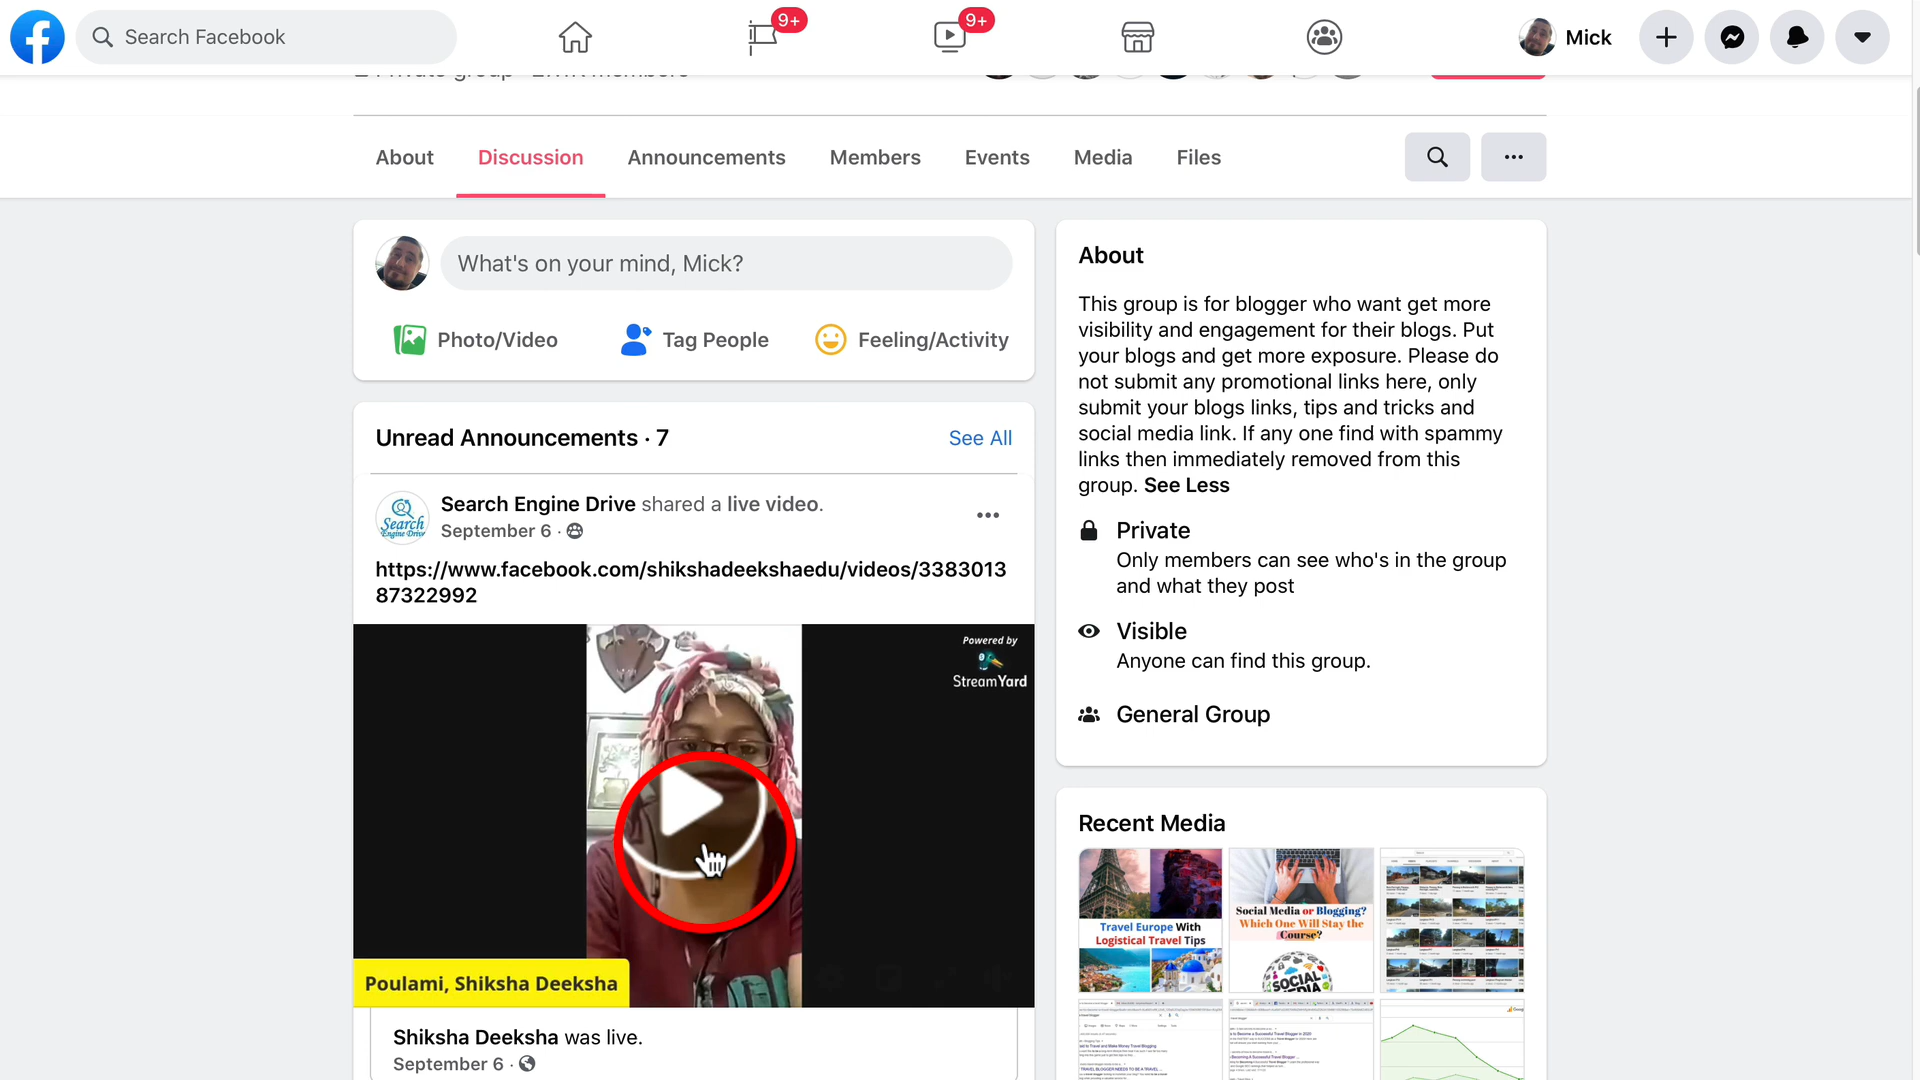 Search Facebook
9+
9+
Mick
About
Discussion
Announcements
Members
Events
Media
Files
What's on your mind, Mick?
Photo/Video
Tag People
Feeling/Activity
Unread Announcements · 7
See All
Search Engine Drive shared a live video.
September 6 ·
https://www.facebook.com/shikshadeekshaedu/videos/3383013
87322992
Search
Engine Drive
Powered by
StreamYard
Poulami, Shiksha Deeksha
Shiksha Deeksha was live.
September 6 ·
About
This group is for blogger who want get more
visibility and engagement for their blogs. Put
your blogs and get more exposure. Please do
not submit any promotional links here, only
submit your blogs links, tips and tricks and
social media link. If any one find with spammy
links then immediately removed from this
group. See Less
Private
Only members can see who's in the group
and what they post
Visible
Anyone can find this group.
General Group
Recent Media
Travel Europe With
Logistical Travel Tips
Social Media or Blogging?
Which One Will Stay the
Course?
SOCIAL